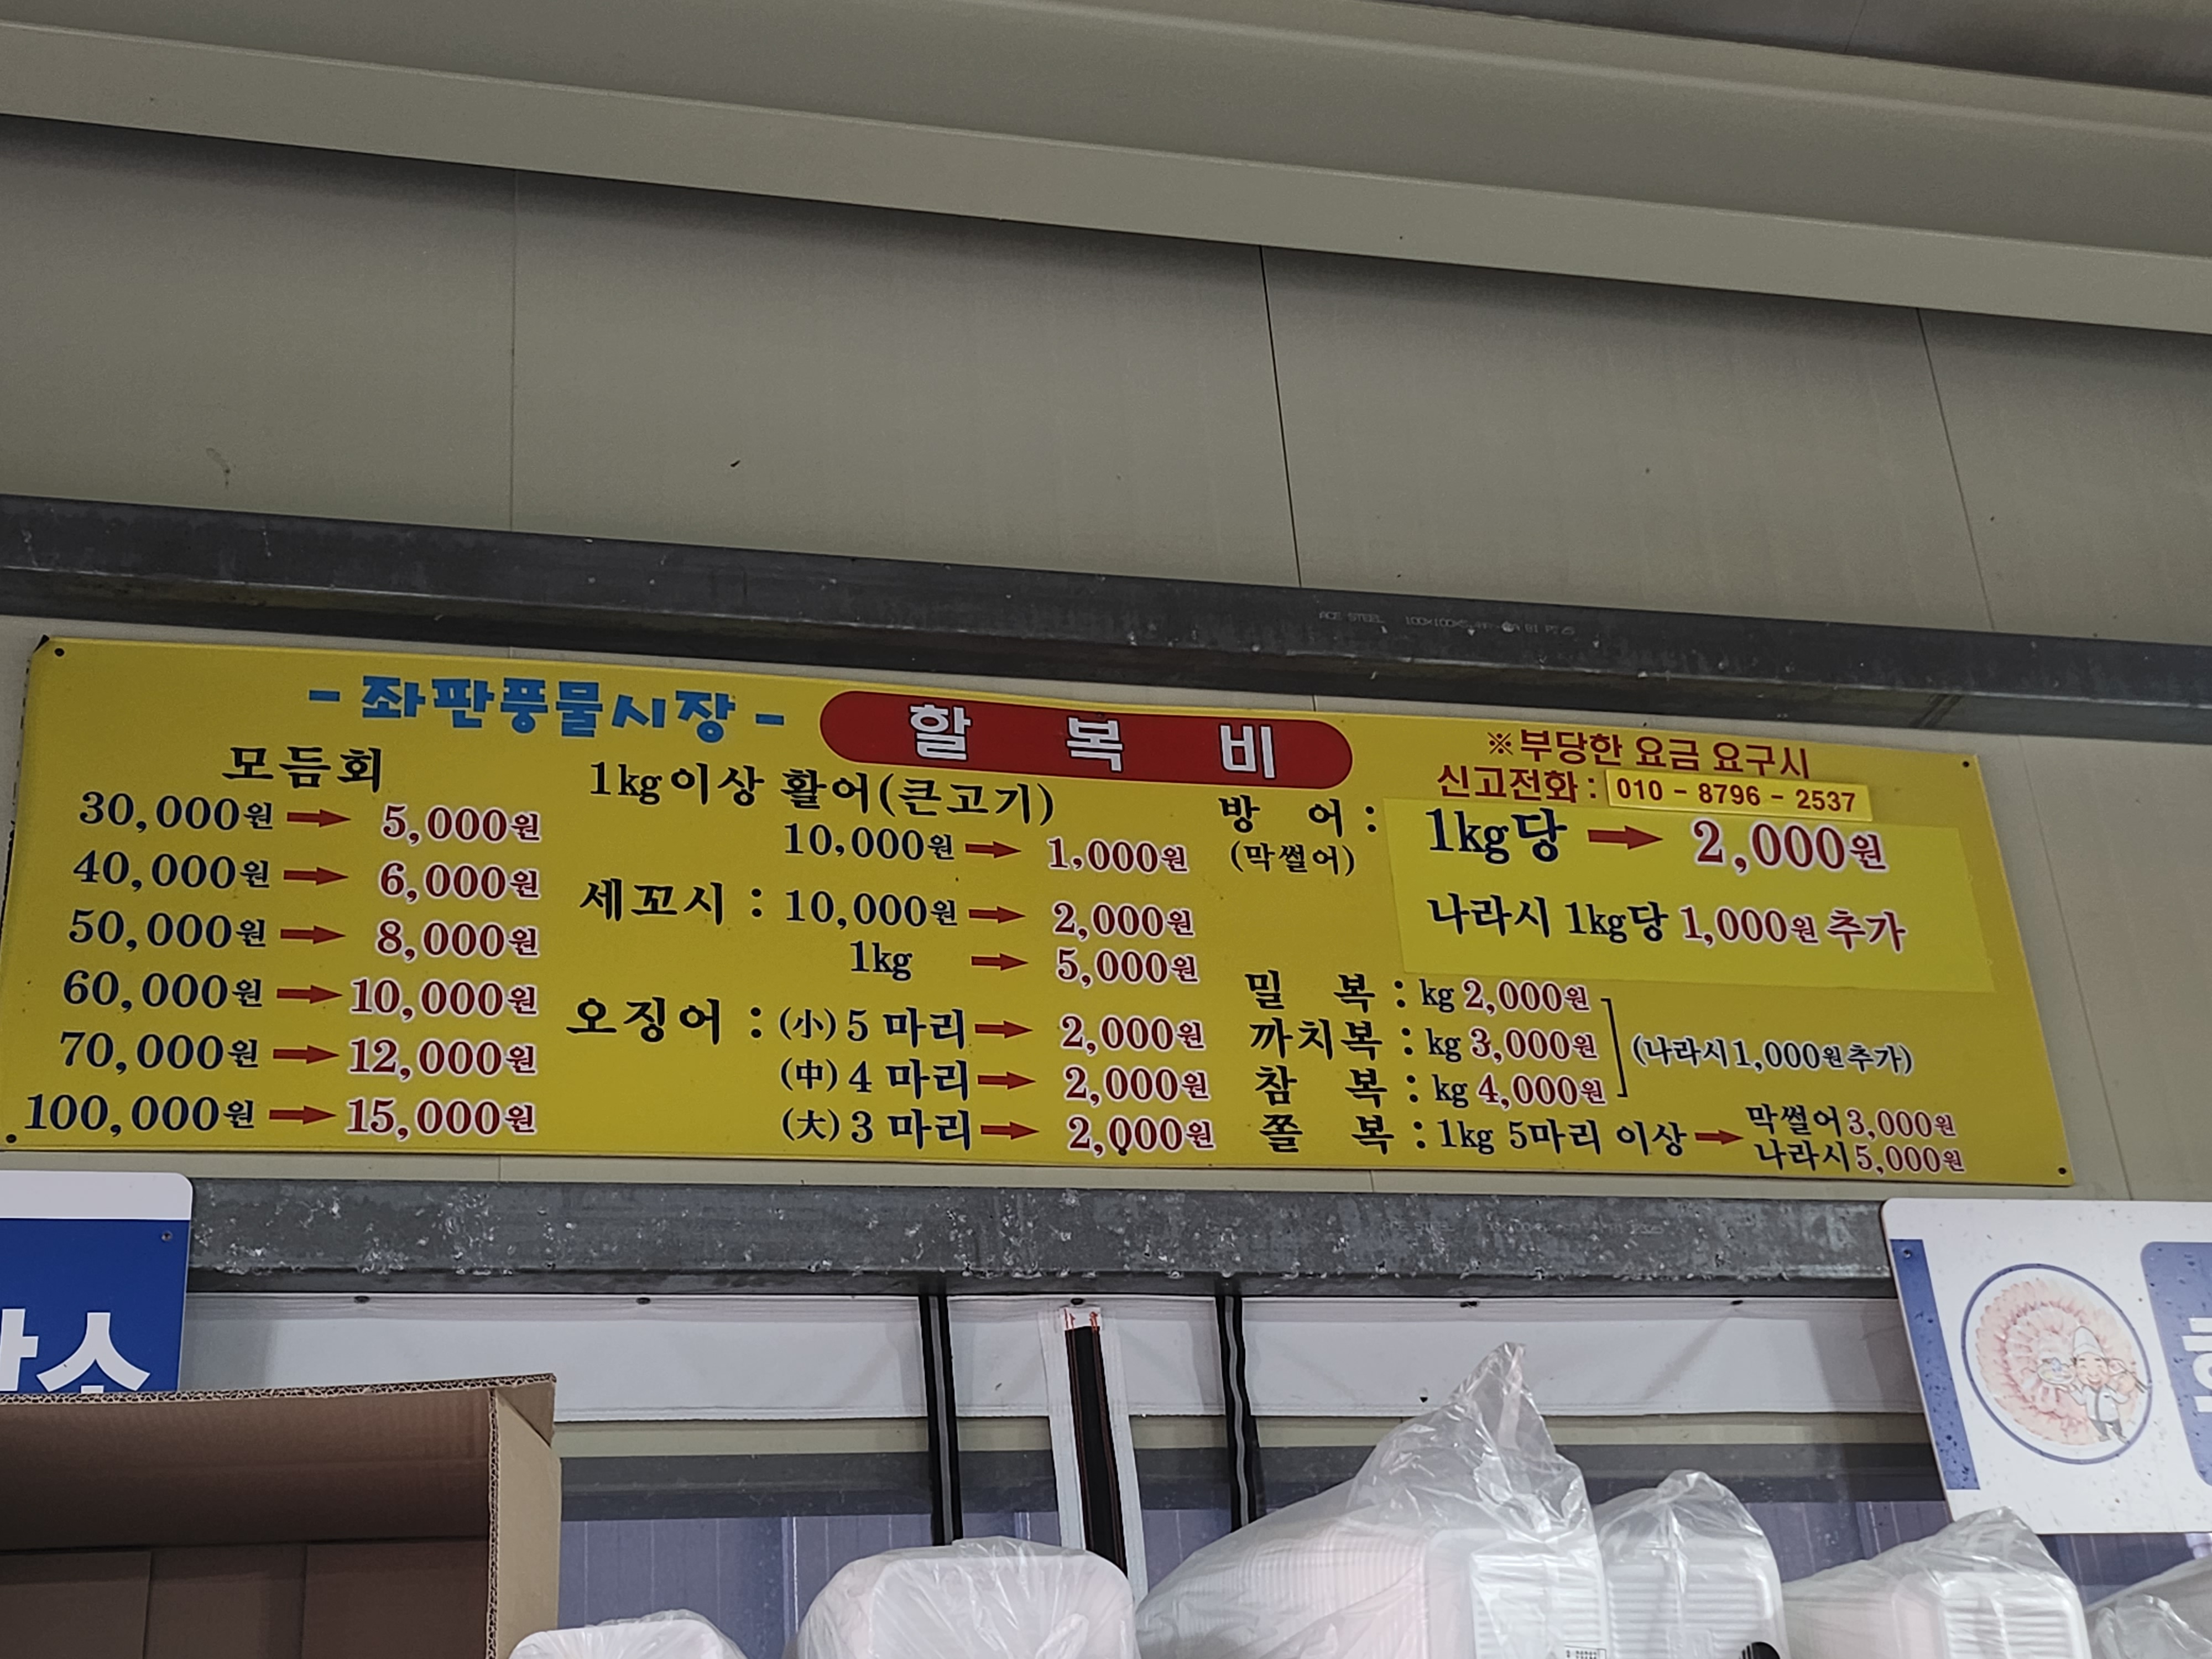 - 좌판풍물시장 -
할 복 비
※부당한 요금 요구시
신고전화 : 010 - 8796 - 2537
모듬회
30,000원 → 5,000원
40,000원 → 6,000원
50,000원 → 8,000원
60,000원 → 10,000원
70,000원 → 12,000원
100,000원 → 15,000원
1kg이상 활어(큰고기)
10,000원 → 1,000원
세꼬시 : 10,000원 → 2,000원
1kg → 5,000원
오징어 : (小) 5 마리 → 2,000원
(中) 4 마리 → 2,000원
(大) 3 마리 → 2,000원
방 어 : 1kg당 → 2,000원
(막썰어)
나라시 1kg당 1,000원 추가
밀 복 : kg 2,000원
까치복 : kg 3,000원
(나라시1,000원추가)
참 복 : kg 4,000원
쫄 복 : 1kg 5마리 이상 → 막썰어3,000원
나라시5,000원
ACE STEEL
소